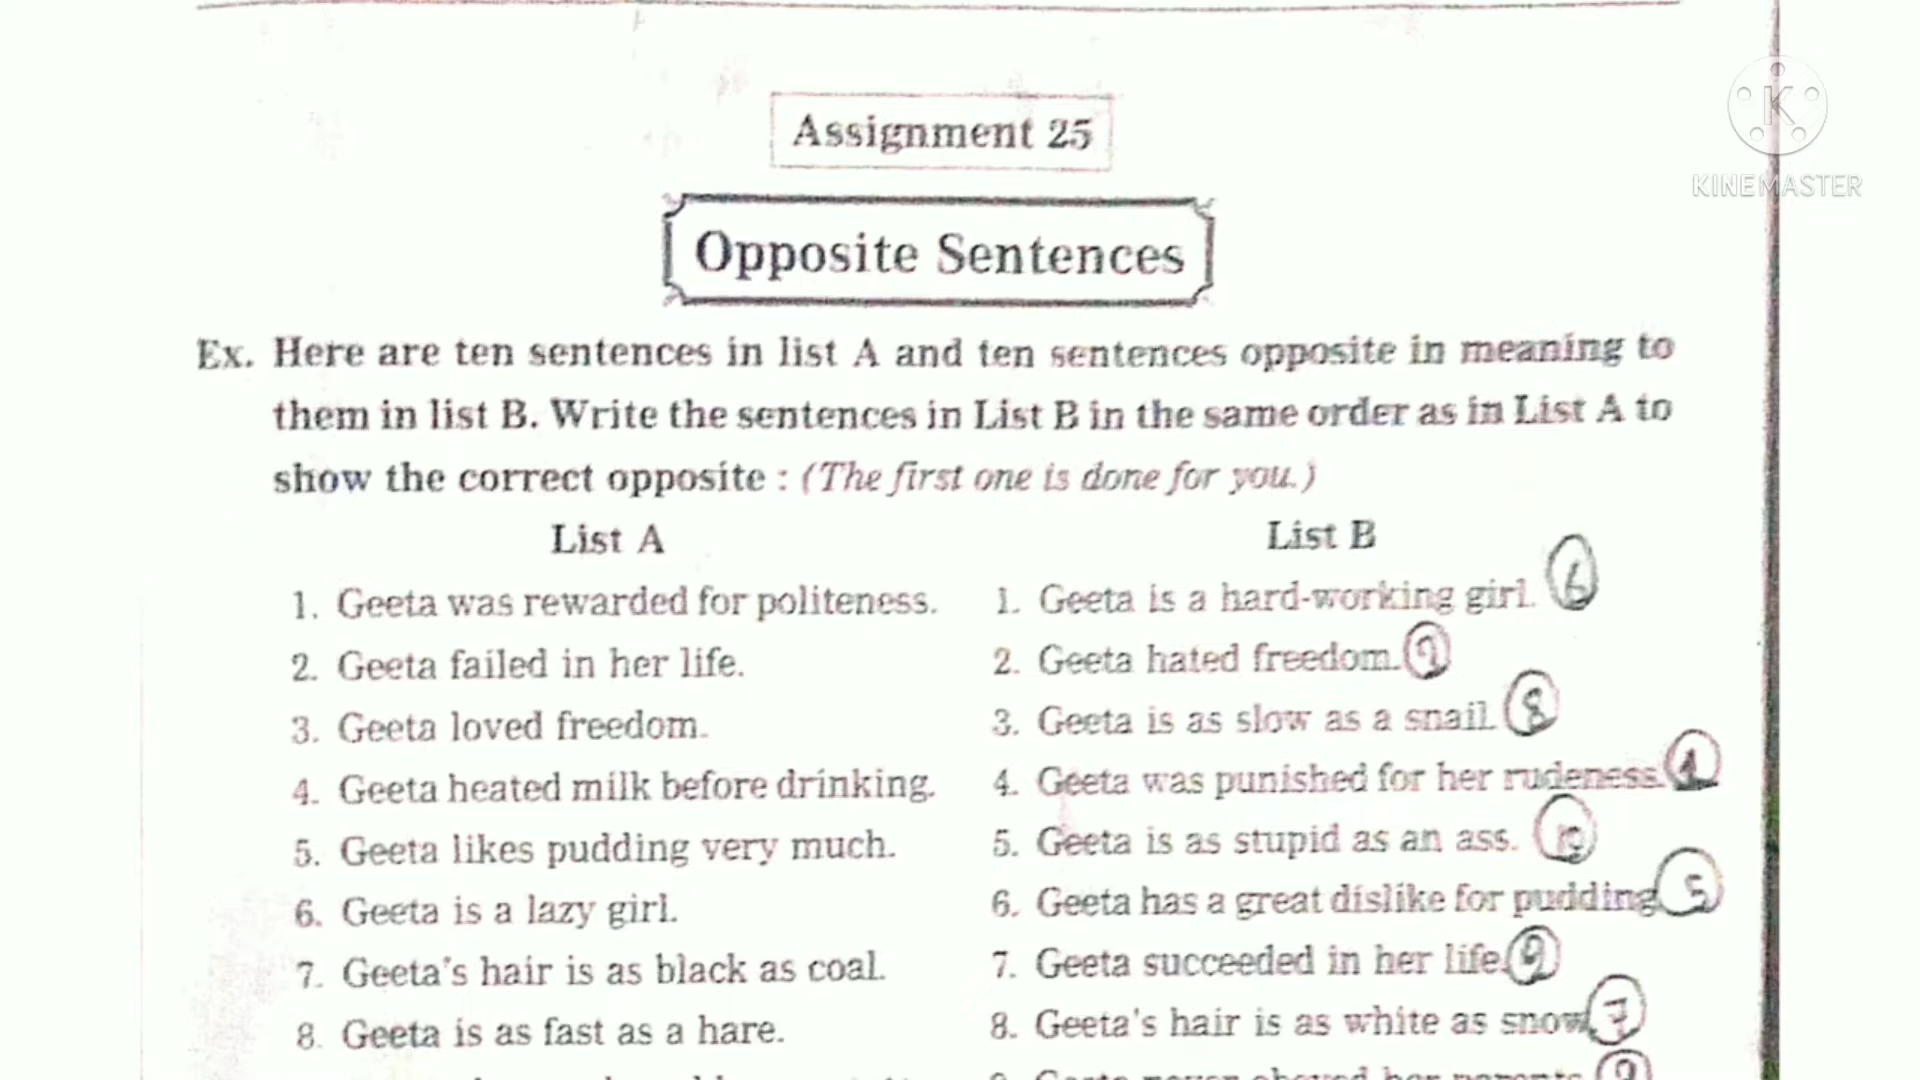 KINEMASTER
Assignment 25
Opposite Sentences
Ex. Here are ten sentences in list A and ten sentences opposite in meaning to
them in list B. Write the sentences in List B in the same order as in List A to
show the correct opposite : (The first one is done for you.)
List A
1. Geeta was rewarded for politeness.
2. Geeta failed in her life.
3. Geeta loved freedom.
4. Geeta heated milk before drinking.
5. Geeta likes pudding very much.
6. Geeta is a lazy girl.
7. Geeta's hair is as black as coal.
8. Geeta is as fast as a hare.
List B
1. Geeta is a hard-working girl. 6
2. Geeta hated freedom.
3. Geeta is as slow as a snail. 8
4. Geeta was punished for her rudeness. 1
5. Geeta is as stupid as an ass. 10
6. Geeta has a great dislike for pudding 5
7. Geeta succeeded in her life.
8. Geeta's hair is as white as snow. 7
9. Geeta never obeyed her parents. 9